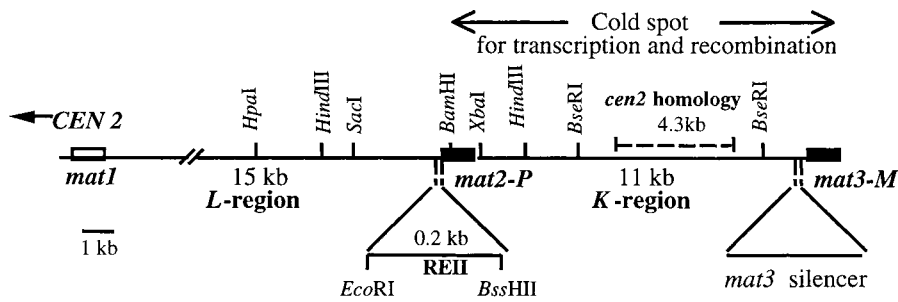 Cold spot
for transcription and recombination
HpaI
HindIII
SacI
BamHI
XbaI
HindIII
BseRI
cen2 homology
4.3kb
BseRI
CEN 2
mat1
15 kb
L-region
mat2-P
11 kb
K-region
mat3-M
1 kb
0.2 kb
REII
EcoRI
BssHII
mat3 silencer